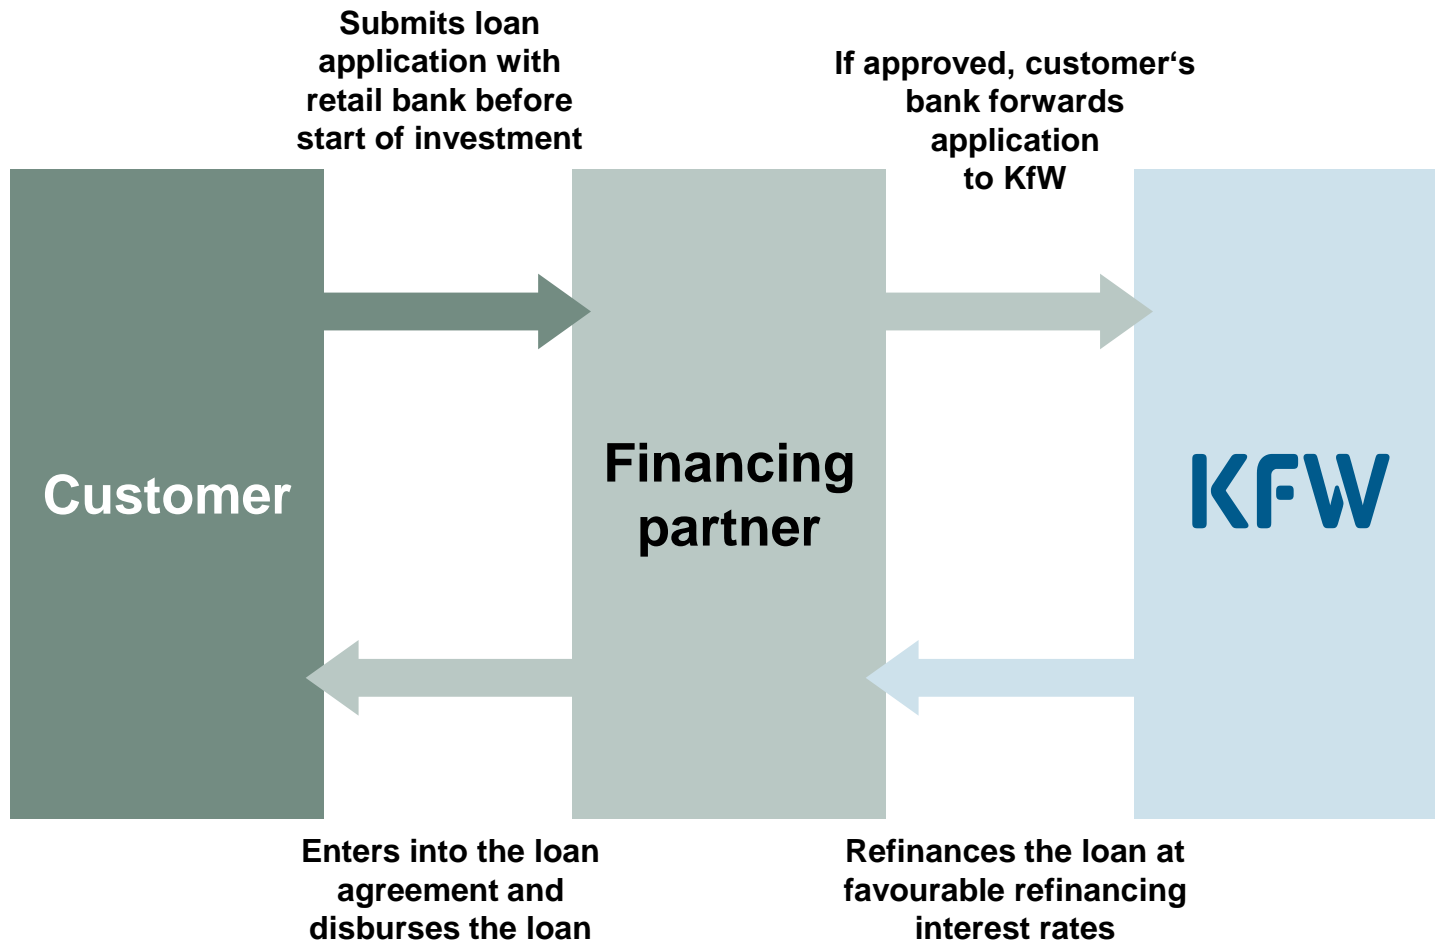 Submits loan
application with
retail bank before
start of investment
If approved, customer‘s
bank forwards
application
to KfW
Customer
Financing
partner
KFW
Enters into the loan
agreement and
disburses the loan
Refinances the loan at
favourable refinancing
interest rates